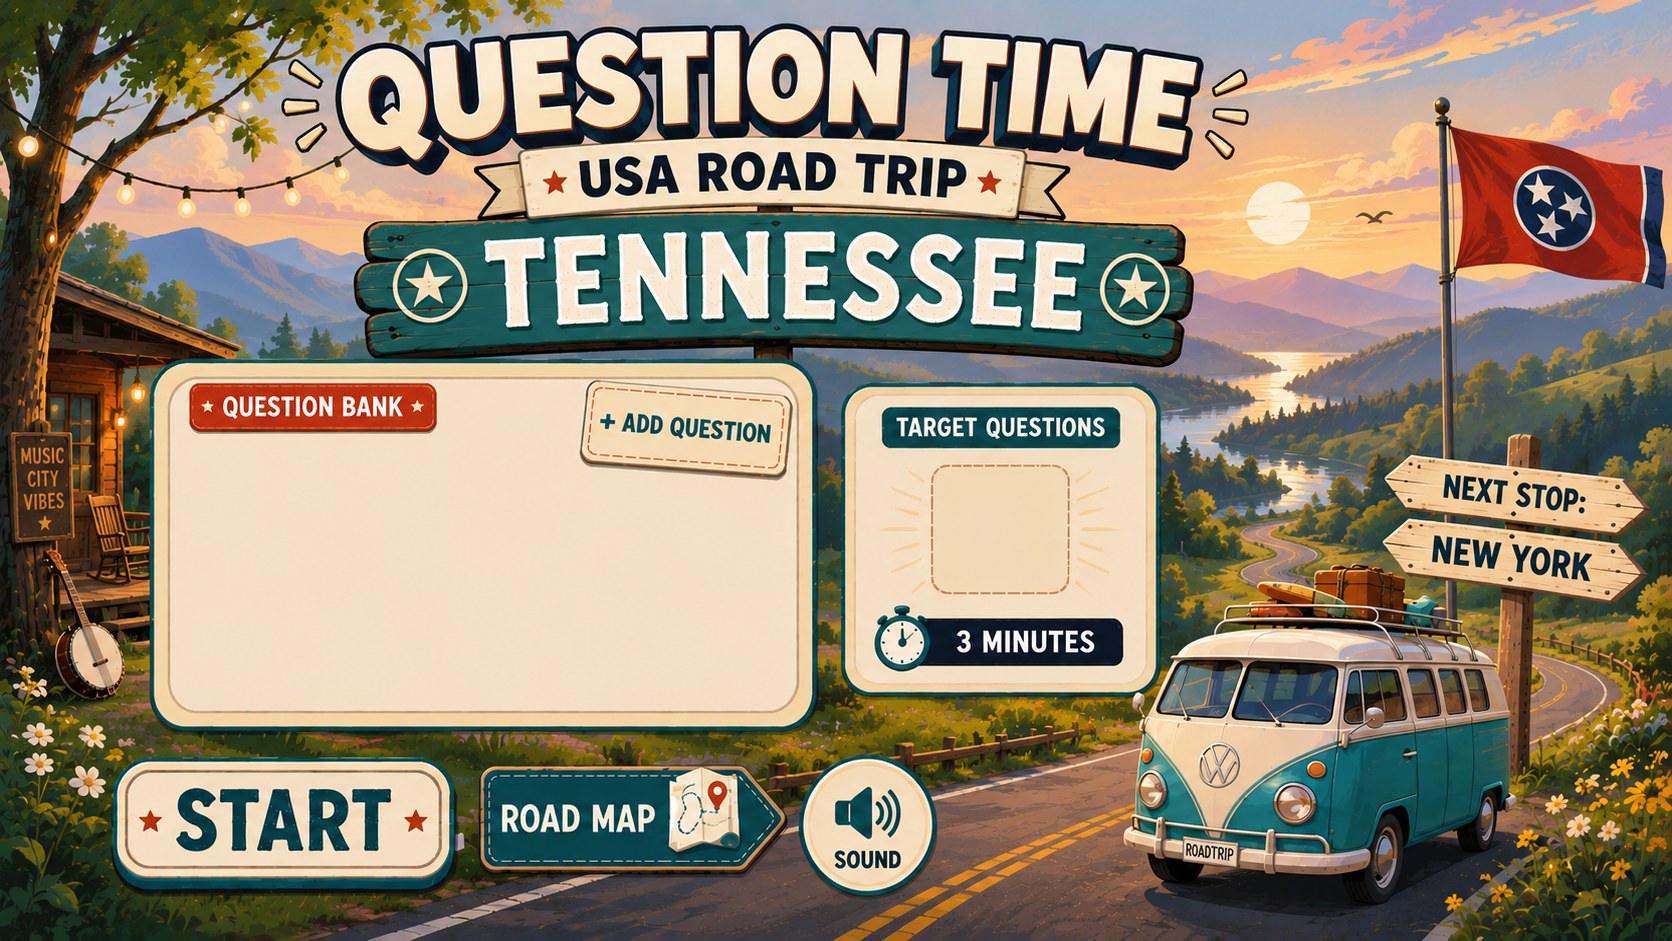 QUESTION TIME
USA ROAD TRIP
TENNESSEE
QUESTION BANK
+ ADD QUESTION
TARGET QUESTIONS
3 MINUTES
MUSIC
CITY
VIBES
NEXT STOP:
NEW YORK
START
ROAD MAP
SOUND
VW
ROADTRIP